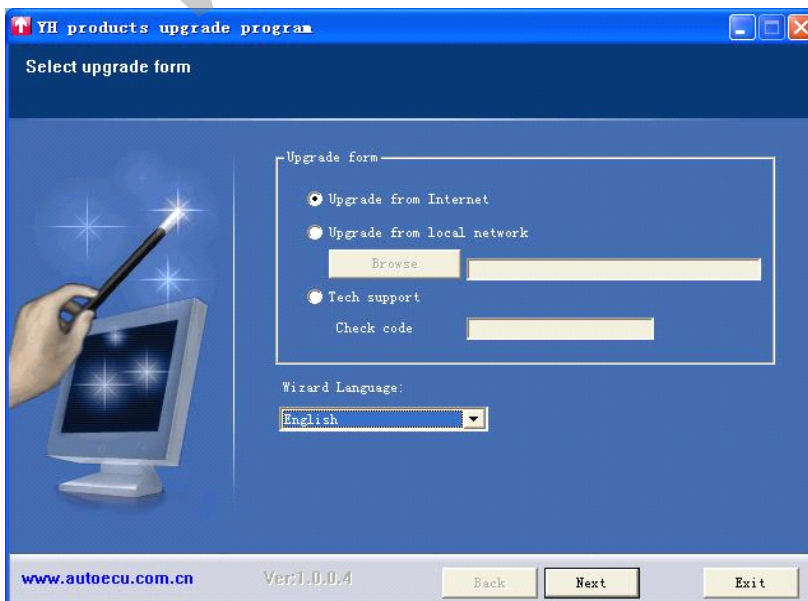 YH products upgrade program
Select upgrade form
Upgrade form
Upgrade from Internet
Upgrade from local network
Browse
Tech support
Check code
Wizard Language:
English
www.autoecu.com.cn Ver:1.0.0.4 Back Next Exit